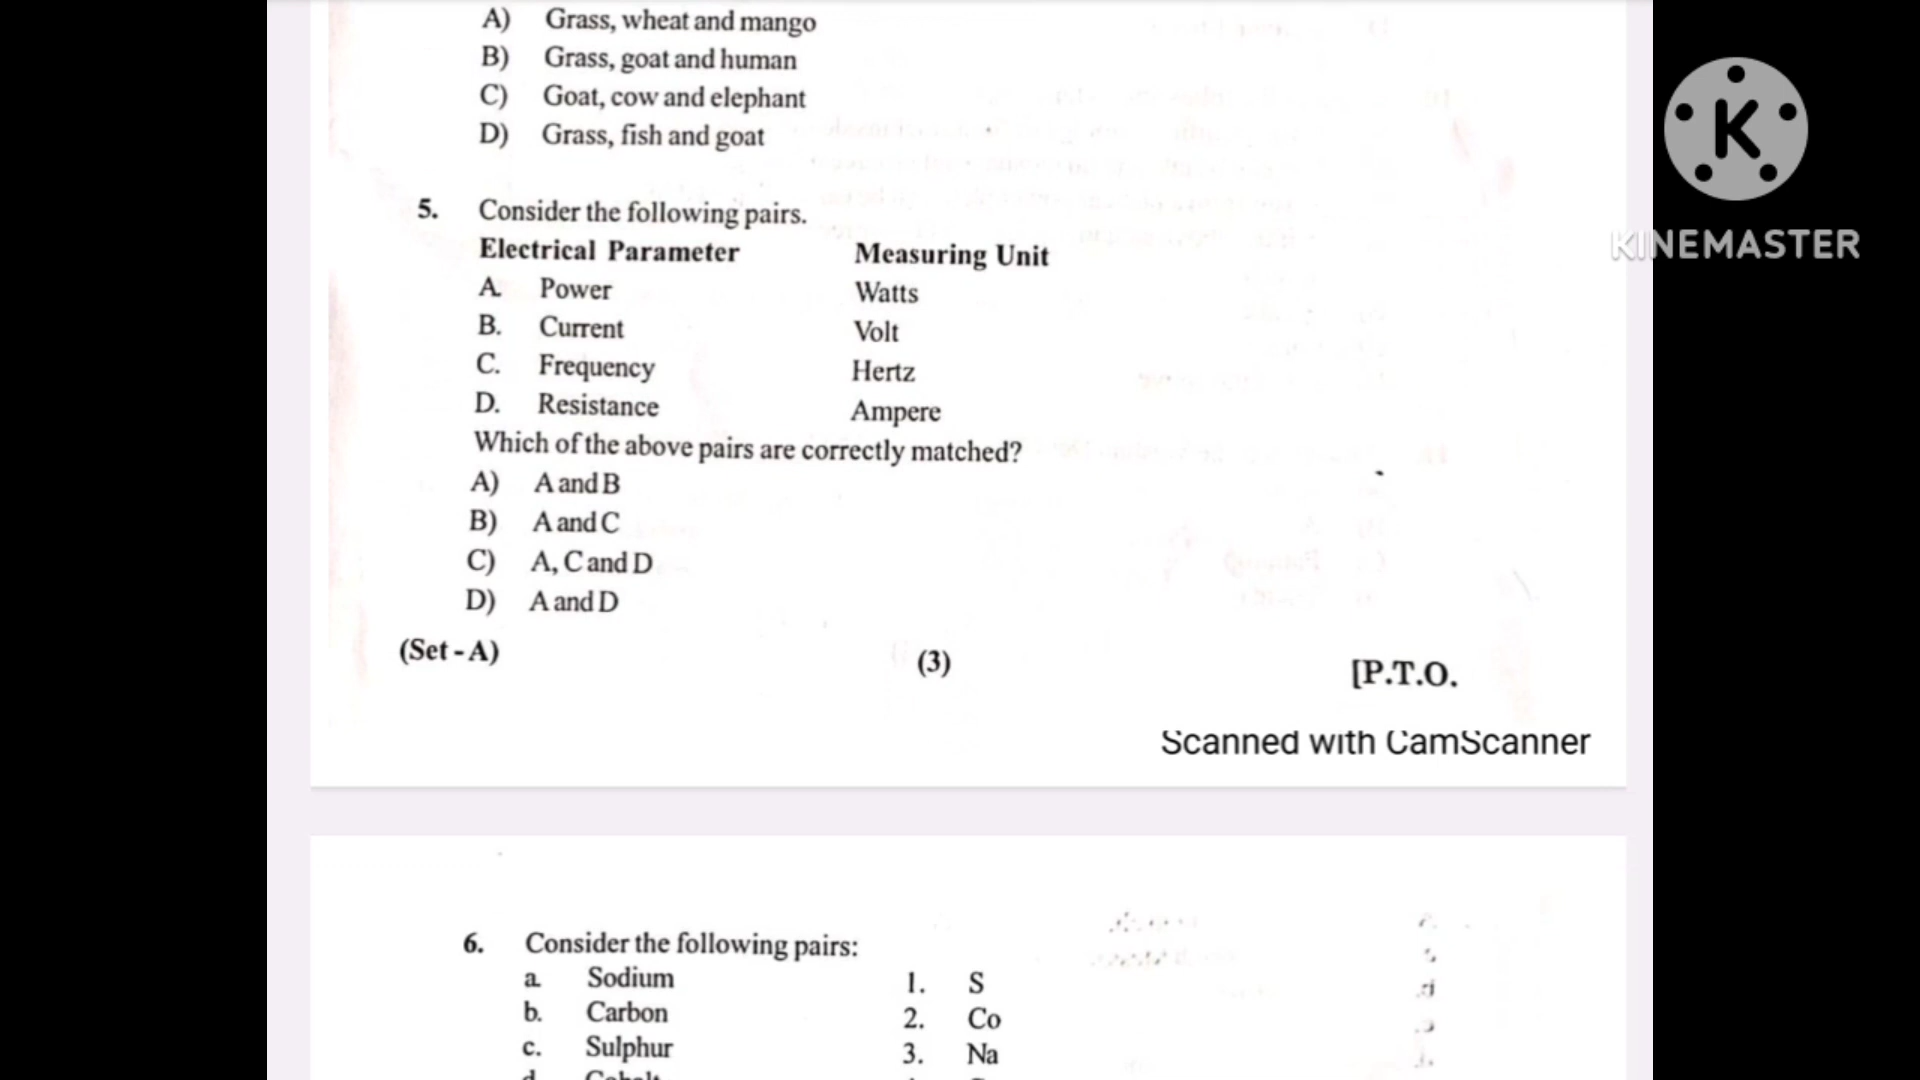 A) Grass, wheat and mango
B) Grass, goat and human
C) Goat, cow and elephant
D) Grass, fish and goat
5. Consider the following pairs.
Electrical Parameter Measuring Unit
A. Power Watts
B. Current Volt
C. Frequency Hertz
D. Resistance Ampere
Which of the above pairs are correctly matched?
A) A and B
B) A and C
C) A, C and D
D) A and D
(Set - A) (3) [P.T.O.
Scanned with CamScanner
6. Consider the following pairs:
a. Sodium 1. S
b. Carbon 2. Co
c. Sulphur 3. Na
d. Cobalt
K
KINEMASTER